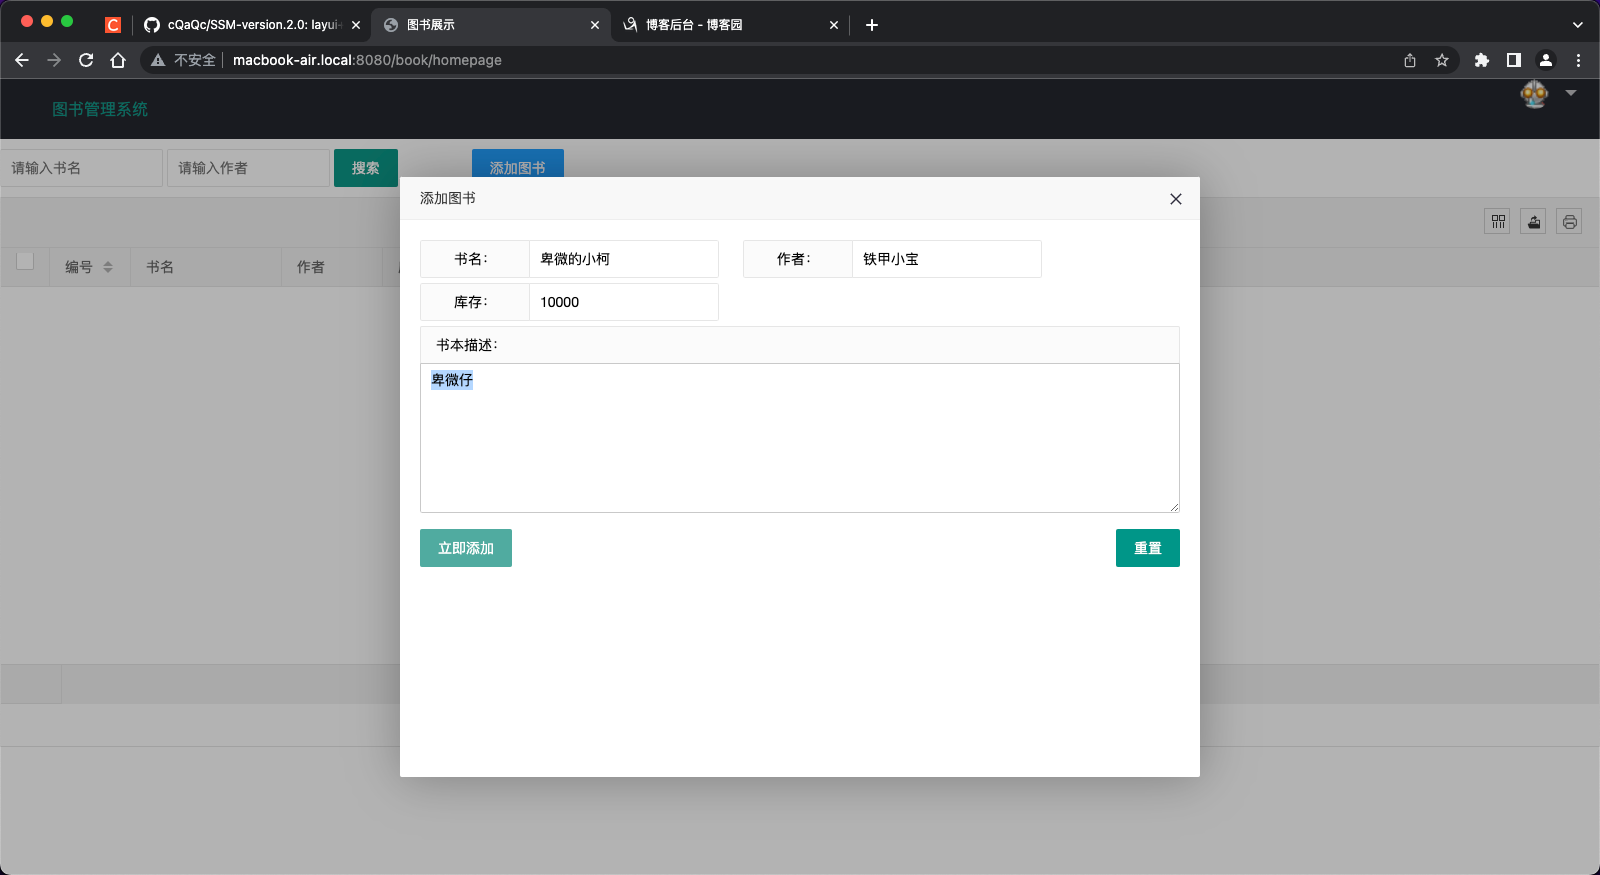 cQaQc/SSM-version.2.0: layui
图书展示
博客后台 - 博客园
不安全
macbook-air.local:8080/book/homepage
图书管理系统
请输入书名
请输入作者
搜索
添加图书
添加图书
编号
书名
作者
书名：
卑微的小柯
作者：
铁甲小宝
库存：
10000
书本描述：
卑微仔
立即添加
重置